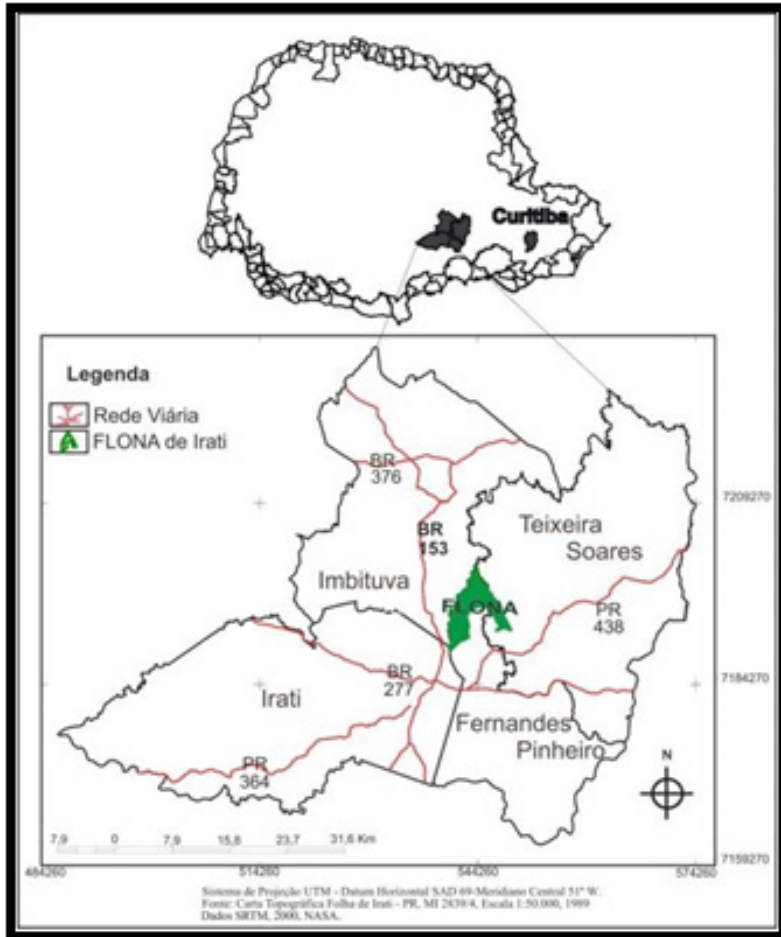 Curitiba
Legenda
Rede Viária
FLONA de Irati
BR
376
BR
153
Teixeira
Soares
Imbituva
FLONA
PR
438
BR
277
Irati
Fernandes
Pinheiro
PR
364
N
7209270
7184270
7159270
7,9 0 7,9 15,8 23,7 31,6 Km
484260 514260 544260 574260
Sistema de Projeção UTM - Datum Horizontal SAD 69-Meridiano Central 51º W.
Fonte: Carta Topográfica Folha de Irati - PR, MI 2839/4, Escala 1:50.000, 1989
Dados SRTM, 2000, NASA.